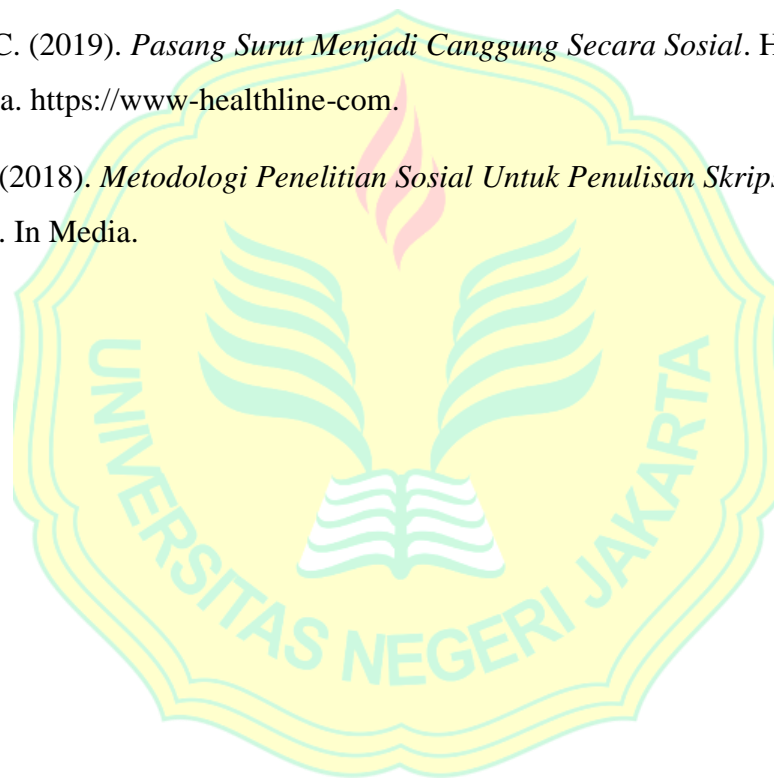 C. (2019). Pasang Surut Menjadi Canggung Secara Sosial. H
a. https://www-healthline-com.
(2018). Metodologi Penelitian Sosial Untuk Penulisan Skrips
. In Media.
UNIVERSITAS NEGERI JAKARTA